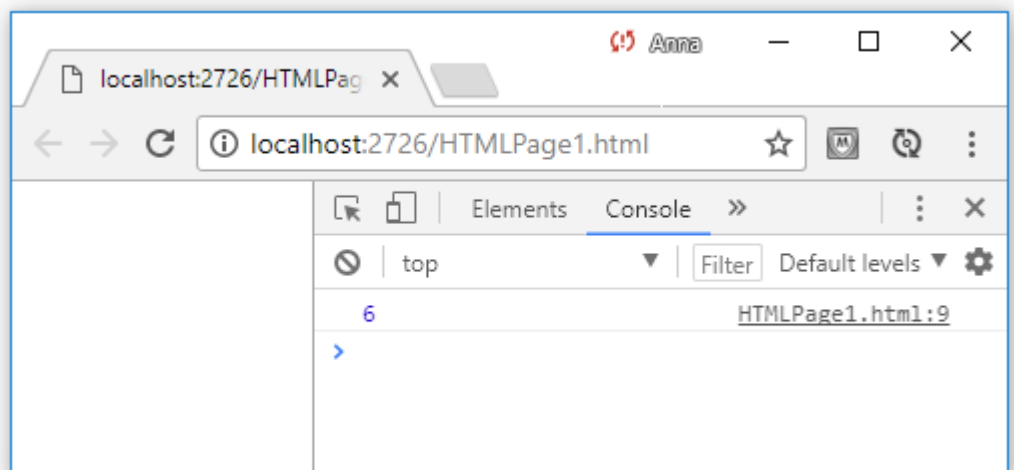 Anna
localhost:2726/HTMLPag
localhost:2726/HTMLPage1.html
Elements Console »
top Filter Default levels
6 HTMLPage1.html:9
>